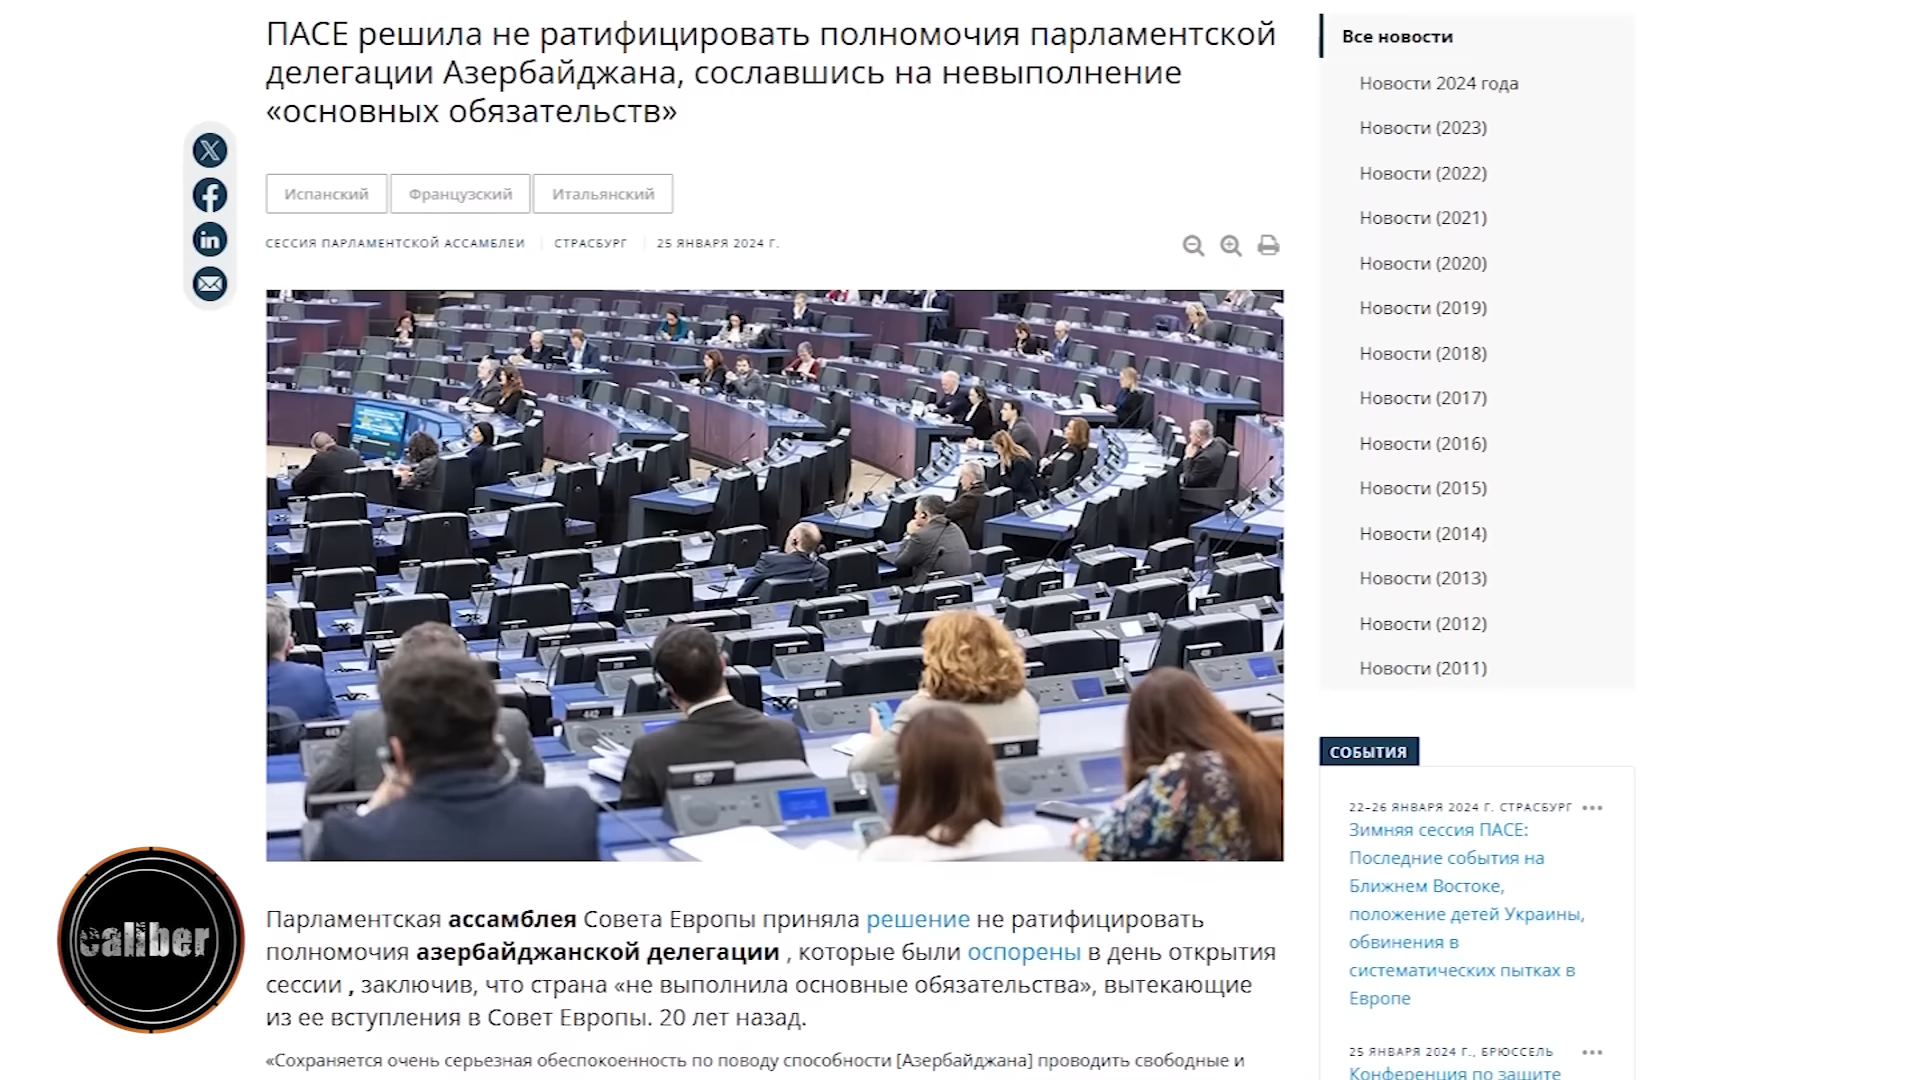 ПАСЕ решила не ратифицировать полномочия парламентской
делегации Азербайджана, сославшись на невыполнение
«основных обязательств»
Испанский
Французский
Итальянский
СЕССИЯ ПАРЛАМЕНТСКОЙ АССАМБЛЕИ
СТРАСБУРГ
25 ЯНВАРЯ 2024 Г.
Парламентская ассамблея Совета Европы приняла решение не ратифицировать
полномочия азербайджанской делегации , которые были оспорены в день открытия
сессии , заключив, что страна «не выполнила основные обязательства», вытекающие
из ее вступления в Совет Европы. 20 лет назад.
«Сохраняется очень серьезная обеспокоенность по поводу способности [Азербайджана] проводить свободные и
caliber
Все новости
Новости 2024 года
Новости (2023)
Новости (2022)
Новости (2021)
Новости (2020)
Новости (2019)
Новости (2018)
Новости (2017)
Новости (2016)
Новости (2015)
Новости (2014)
Новости (2013)
Новости (2012)
Новости (2011)
СОБЫТИЯ
22–26 ЯНВАРЯ 2024 Г. СТРАСБУРГ
Зимняя сессия ПАСЕ:
Последние события на
Ближнем Востоке,
положение детей Украины,
обвинения в
систематических пытках в
Европе
25 ЯНВАРЯ 2024 Г., БРЮССЕЛЬ
Конференция по защите